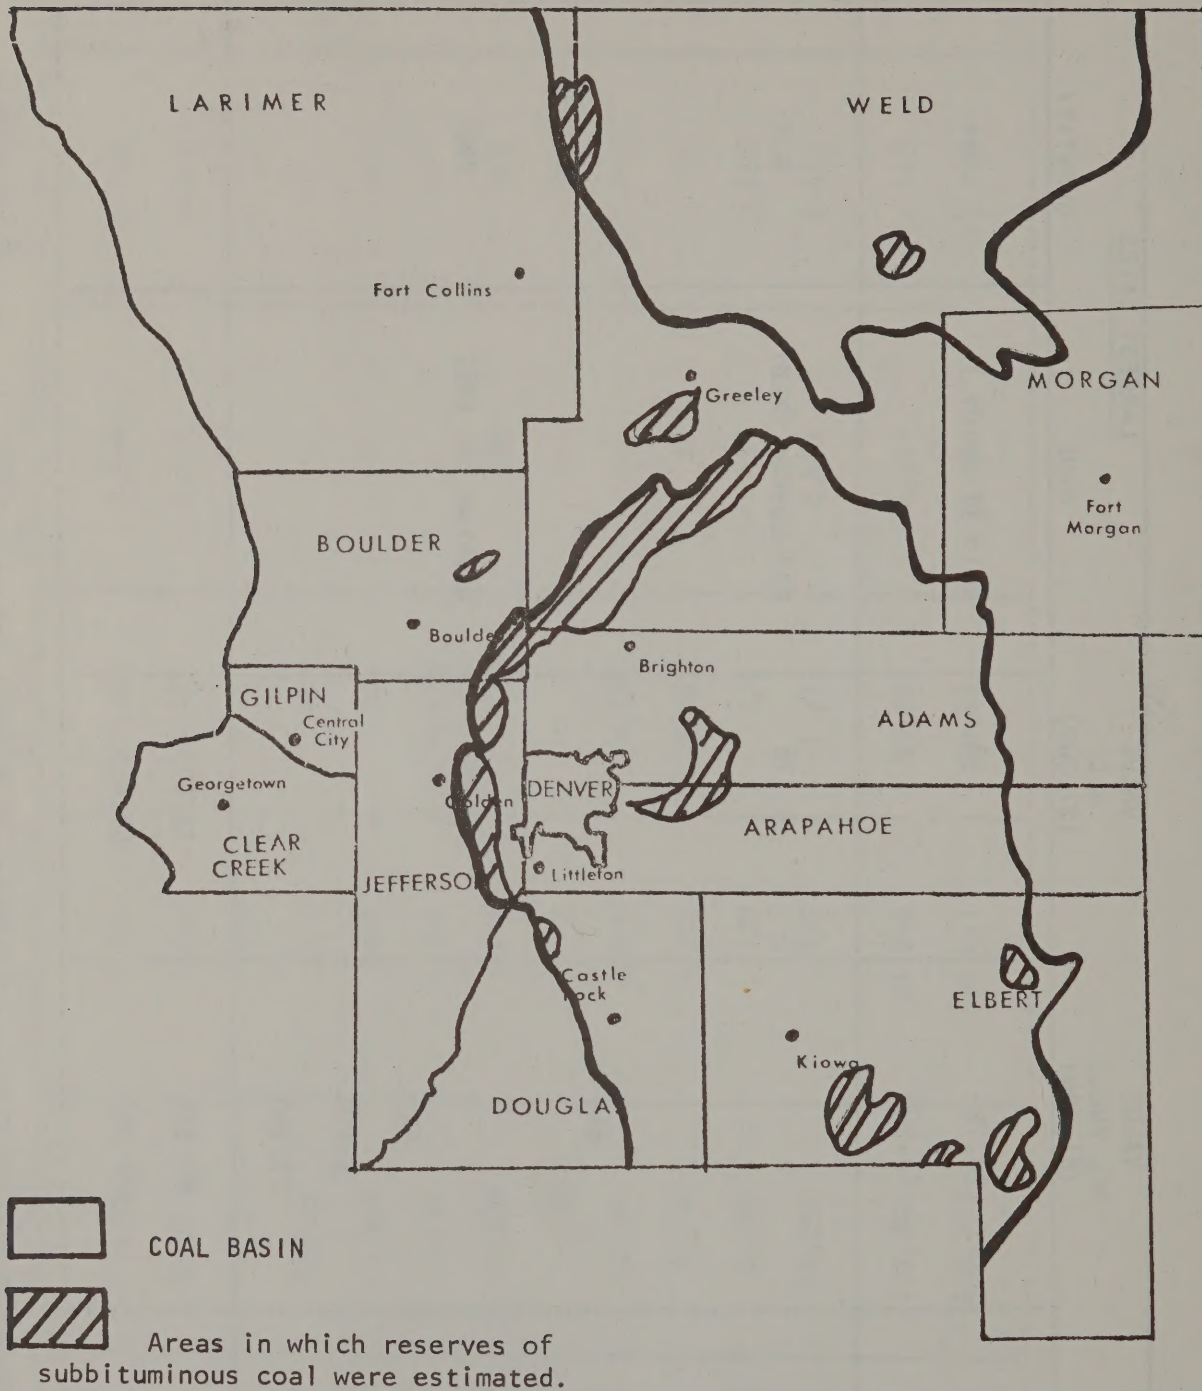 LARIMER
WELD
Fort Collins
Greeley
MORGAN
Fort
Morgan
BOULDER
Boulder
Brighton
GILPIN
Central
City
ADAMS
Georgetown
Golden
DENVER
CLEAR
CREEK
ARAPAHOE
JEFFERSON
Littleton
Castle
Rock
ELBERT
Kiowa
DOUGLAS
COAL BASIN
Areas in which reserves of
subbituminous coal were estimated.